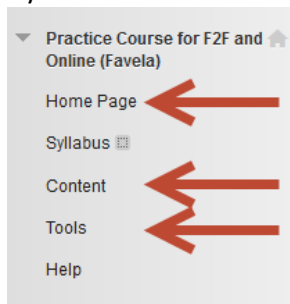 Practice Course for F2F and
Online (Favela)
Home Page
Syllabus
Content
Tools
Help